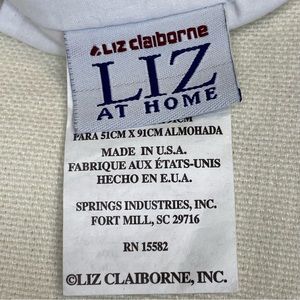 Liz claiborne
LIZ
AT HOME
PARA 51CM X 91CM ALMOHADA
MADE IN U.S.A.
FABRIQUE AUX ÉTATS-UNIS
HECHO EN E.U.A.
SPRINGS INDUSTRIES, INC.
FORT MILL, SC 29716
RN 15582
©LIZ CLAIBORNE, INC.